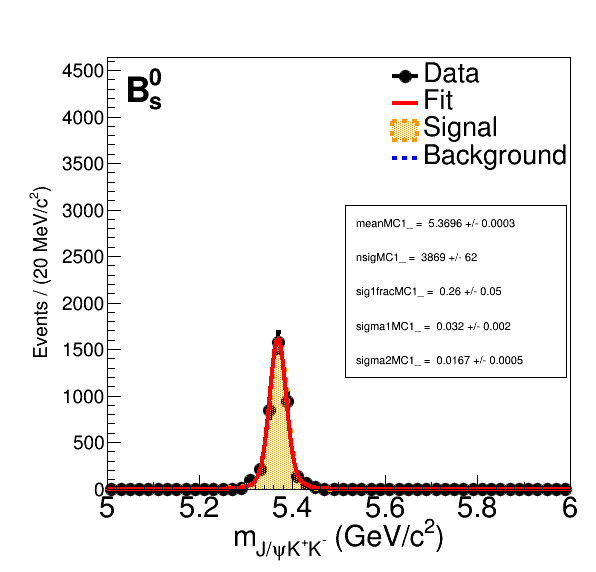 B⁰ₛ
Data
Fit
Signal
Background
4500
4000
3500
3000
2500
2000
1500
1000
500
0
Events / (20 MeV/c²)
meanMC1_ = 5.3696 +/- 0.0003
nsigMC1_ = 3869 +/- 62
sig1fracMC1_ = 0.26 +/- 0.05
sigma1MC1_ = 0.032 +/- 0.002
sigma2MC1_ = 0.0167 +/- 0.0005
5 5.2 5.4 5.6 5.8 6
m_{J/ψK⁺K⁻} (GeV/c²)